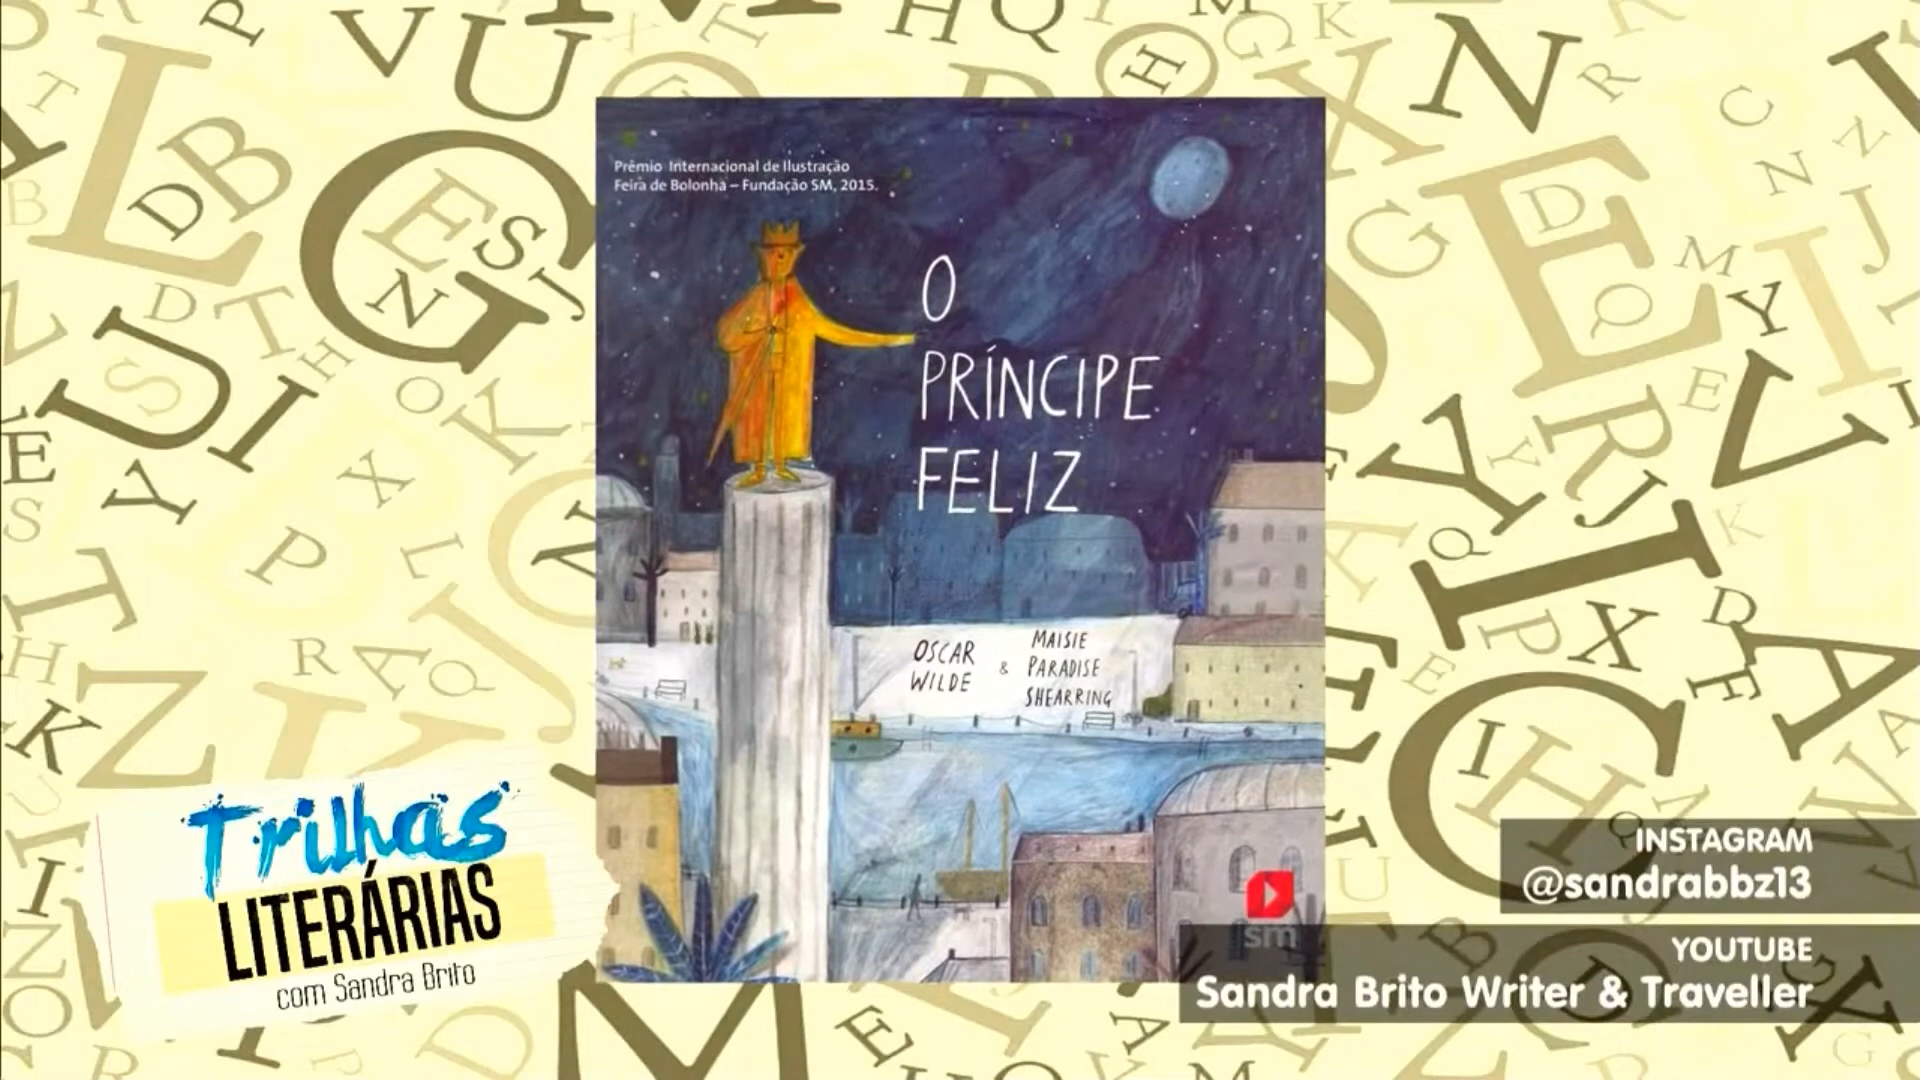 Prêmio Internacional de Ilustração
Feira de Bolonha – Fundação SM, 2015.
O
PRÍNCIPE
FELIZ
OSCAR
WILDE
&
MAISIE
PARADISE
SHEARRING
sm
Trilhas
LITERÁRIAS
com Sandra Brito
INSTAGRAM
@sandrabbz13
YOUTUBE
Sandra Brito Writer & Traveller